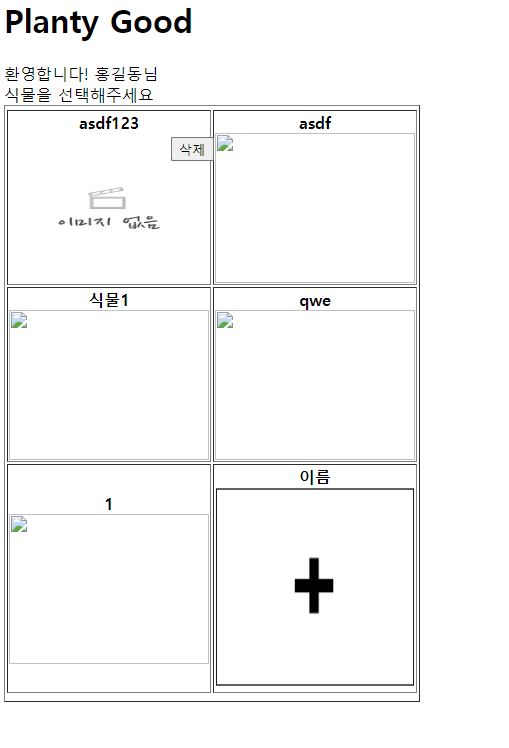 Planty Good
환영합니다! 홍길동님
식물을 선택해주세요
asdf123
asdf
삭제
이미지 없음
식물1
qwe
1
이름